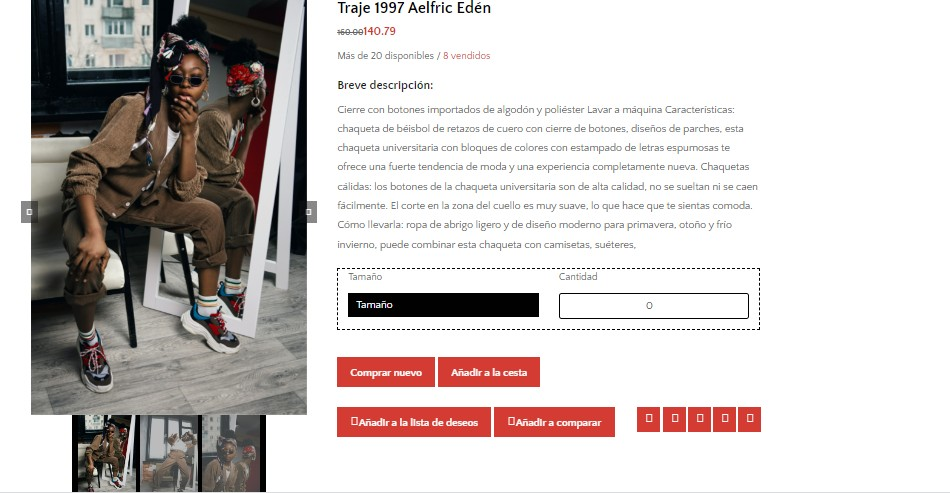 Traje 1997 Aelfric Edén
160.00140.79
Más de 20 disponibles / 8 vendidos
Breve descripción:
Cierre con botones importados de algodón y poliéster Lavar a máquina Características:
chaqueta de béisbol de retazos de cuero con cierre de botones, diseños de parches, esta
chaqueta universitaria con bloques de colores con estampado de letras espumosas te
ofrece una fuerte tendencia de moda y una experiencia completamente nueva. Chaquetas
cálidas: los botones de la chaqueta universitaria son de alta calidad, no se sueltan ni se caen
fácilmente. El corte en la zona del cuello es muy suave, lo que hace que te sientas comoda.
Cómo llevarla: ropa de abrigo ligero y de diseño moderno para primavera, otoño y frío
invierno, puede combinar esta chaqueta con camisetas, suéteres,
Tamaño Cantidad
Tamaño 0
Comprar nuevo Añadir a la cesta
Añadir a la lista de deseos Añadir a comparar